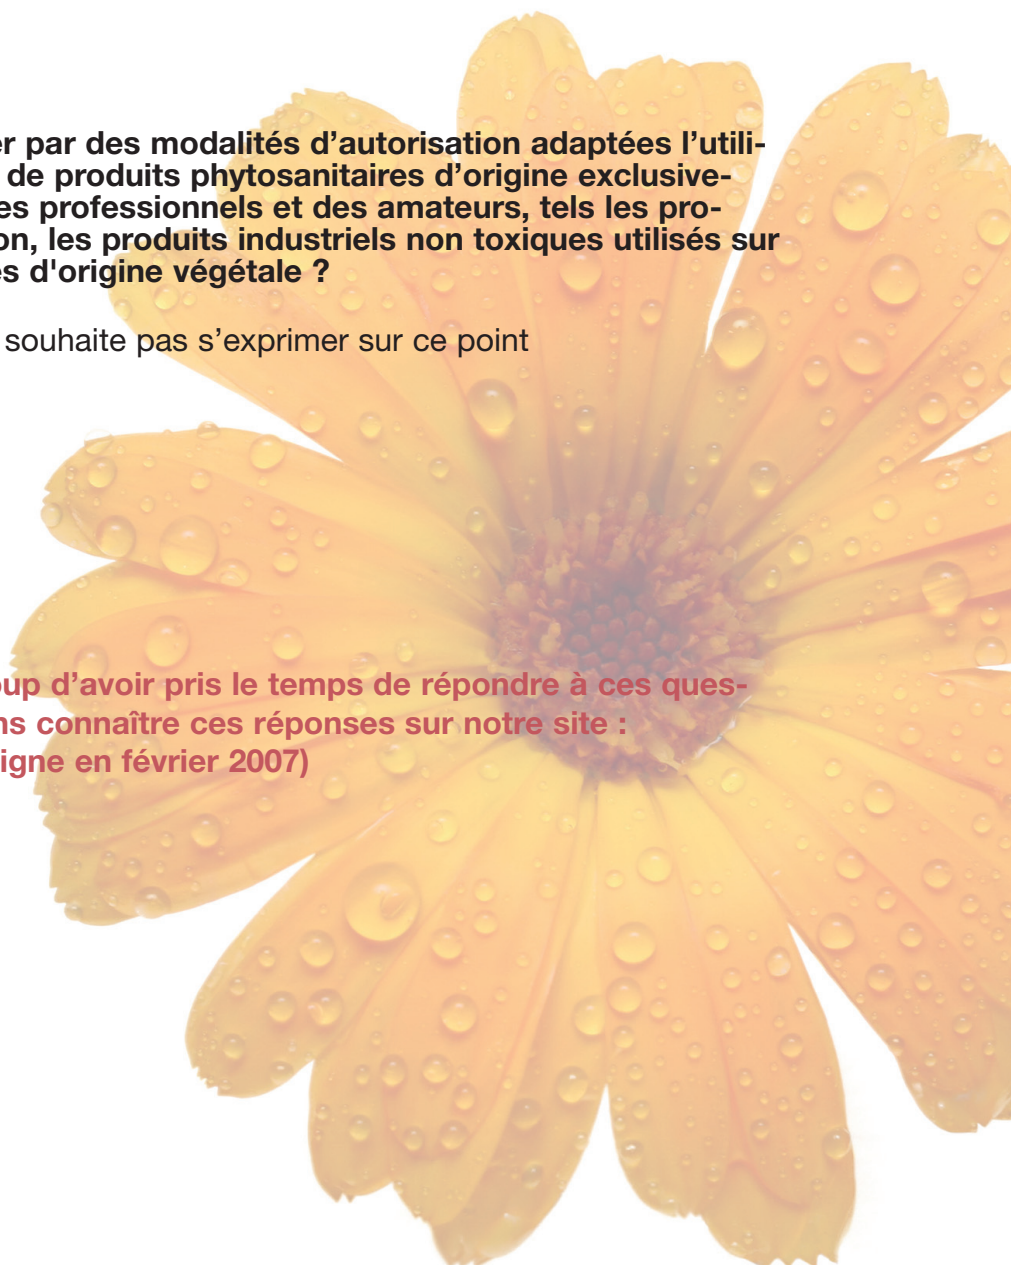 er par des modalités d’autorisation adaptées l’utili-
de produits phytosanitaires d’origine exclusive-
es professionnels et des amateurs, tels les pro-
on, les produits industriels non toxiques utilisés sur
es d'origine végétale ?
souhaite pas s’exprimer sur ce point
oup d’avoir pris le temps de répondre à ces ques-
ns connaître ces réponses sur notre site :
igne en février 2007)